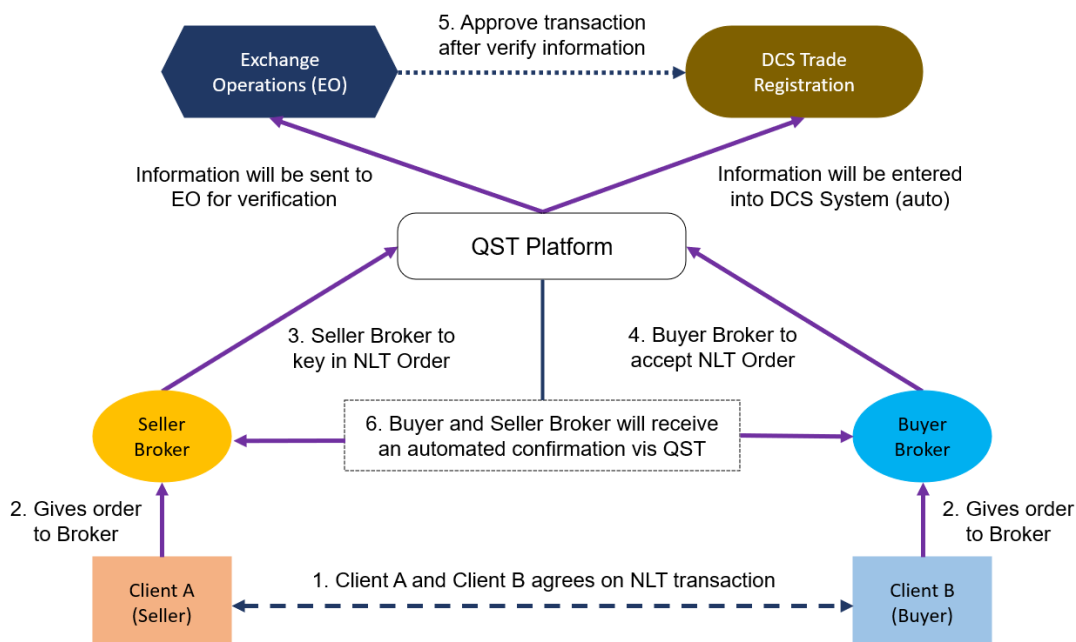 5. Approve transaction
after verify information
Exchange
Operations (EO)
DCS Trade
Registration
Information will be sent to
EO for verification
Information will be entered
into DCS System (auto)
QST Platform
3. Seller Broker to
key in NLT Order
4. Buyer Broker to
accept NLT Order
Seller
Broker
6. Buyer and Seller Broker will receive
an automated confirmation vis QST
Buyer
Broker
2. Gives order
to Broker
2. Gives order
to Broker
Client A
(Seller)
1. Client A and Client B agrees on NLT transaction
Client B
(Buyer)